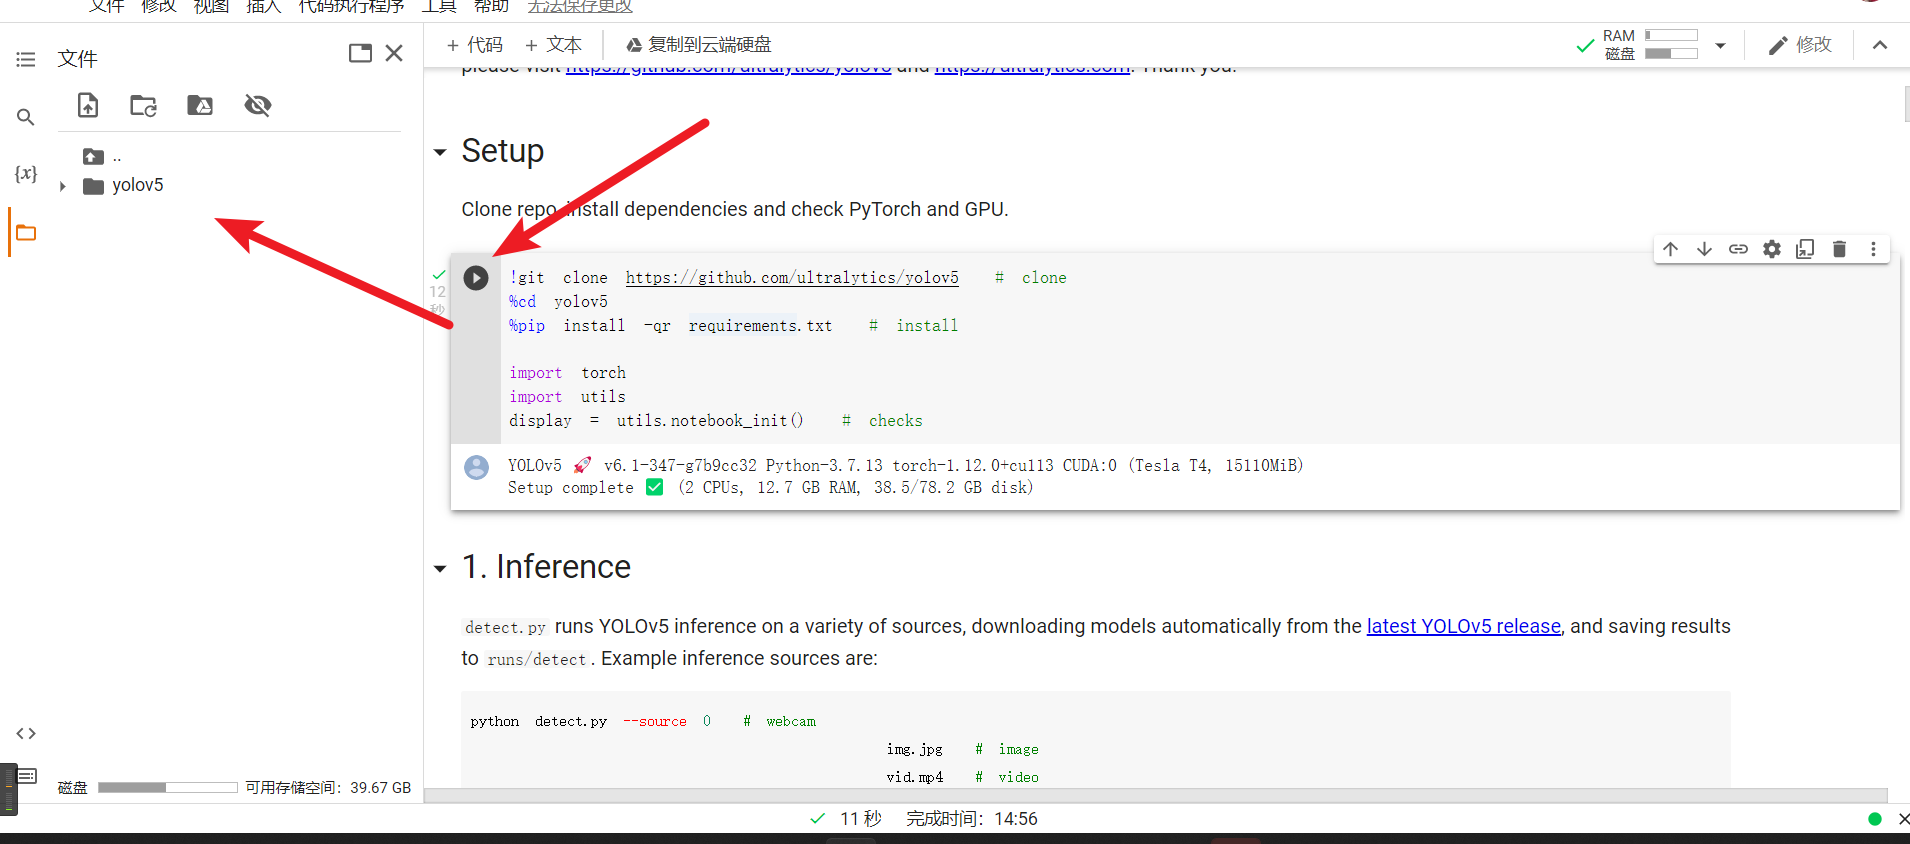 文件 修改 视图 插入 代码执行程序 工具 帮助 无法保存更改
文件
+ 代码 + 文本 复制到云端硬盘
RAM
磁盘
修改
please visit https://github.com/ultralytics/yolov5 and https://ultralytics.com. Thank you!
..
yolov5
{x}
Setup
Clone repo, install dependencies and check PyTorch and GPU.
12
秒
!git clone https://github.com/ultralytics/yolov5 # clone
%cd yolov5
%pip install -qr requirements.txt # install
import torch
import utils
display = utils.notebook_init() # checks
YOLOv5 🚀 v6.1-347-g7b9cc32 Python-3.7.13 torch-1.12.0+cu113 CUDA:0 (Tesla T4, 15110MiB)
Setup complete ✅ (2 CPUs, 12.7 GB RAM, 38.5/78.2 GB disk)
1. Inference
detect.py runs YOLOv5 inference on a variety of sources, downloading models automatically from the latest YOLOv5 release, and saving results
to runs/detect. Example inference sources are:
python detect.py --source 0 # webcam
img.jpg # image
vid.mp4 # video
磁盘 可用存储空间：39.67 GB
11 秒 完成时间：14:56